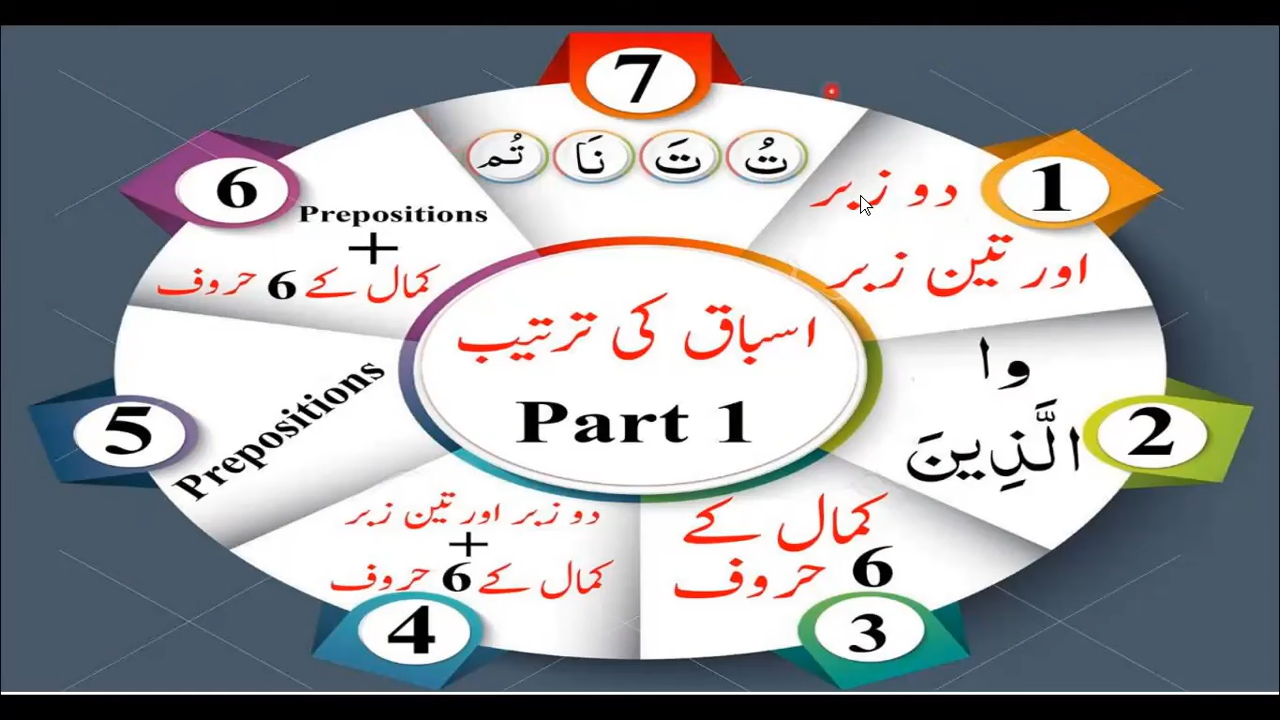 اسباق کی ترتیب
Part 1
1
دو زبر
اور تین زبر
2
وا
الَّذِينَ
3
کمال کے
6 حروف
4
دو زبر اور تین زبر
+
کمال کے 6 حروف
5
Prepositions
6
Prepositions
+
کمال کے 6 حروف
7
تُ تَ نَا تُم